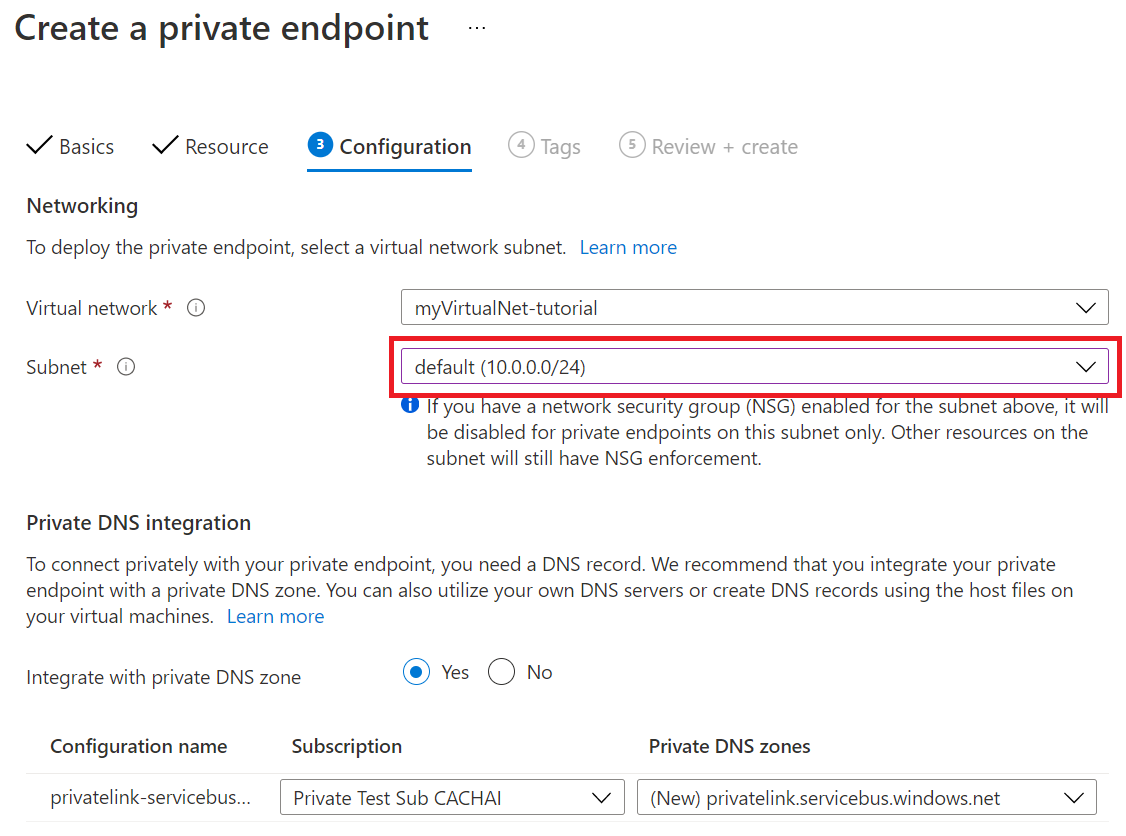 Create a private endpoint ...
Basics Resource 3 Configuration 4 Tags 5 Review + create
Networking
To deploy the private endpoint, select a virtual network subnet. Learn more
Virtual network * i myVirtualNet-tutorial
Subnet * i default (10.0.0.0/24)
i If you have a network security group (NSG) enabled for the subnet above, it will
be disabled for private endpoints on this subnet only. Other resources on the
subnet will still have NSG enforcement.
Private DNS integration
To connect privately with your private endpoint, you need a DNS record. We recommend that you integrate your private
endpoint with a private DNS zone. You can also utilize your own DNS servers or create DNS records using the host files on
your virtual machines. Learn more
Integrate with private DNS zone Yes No
Configuration name Subscription Private DNS zones
privatelink-servicebus... Private Test Sub CACHAI (New) privatelink.servicebus.windows.net